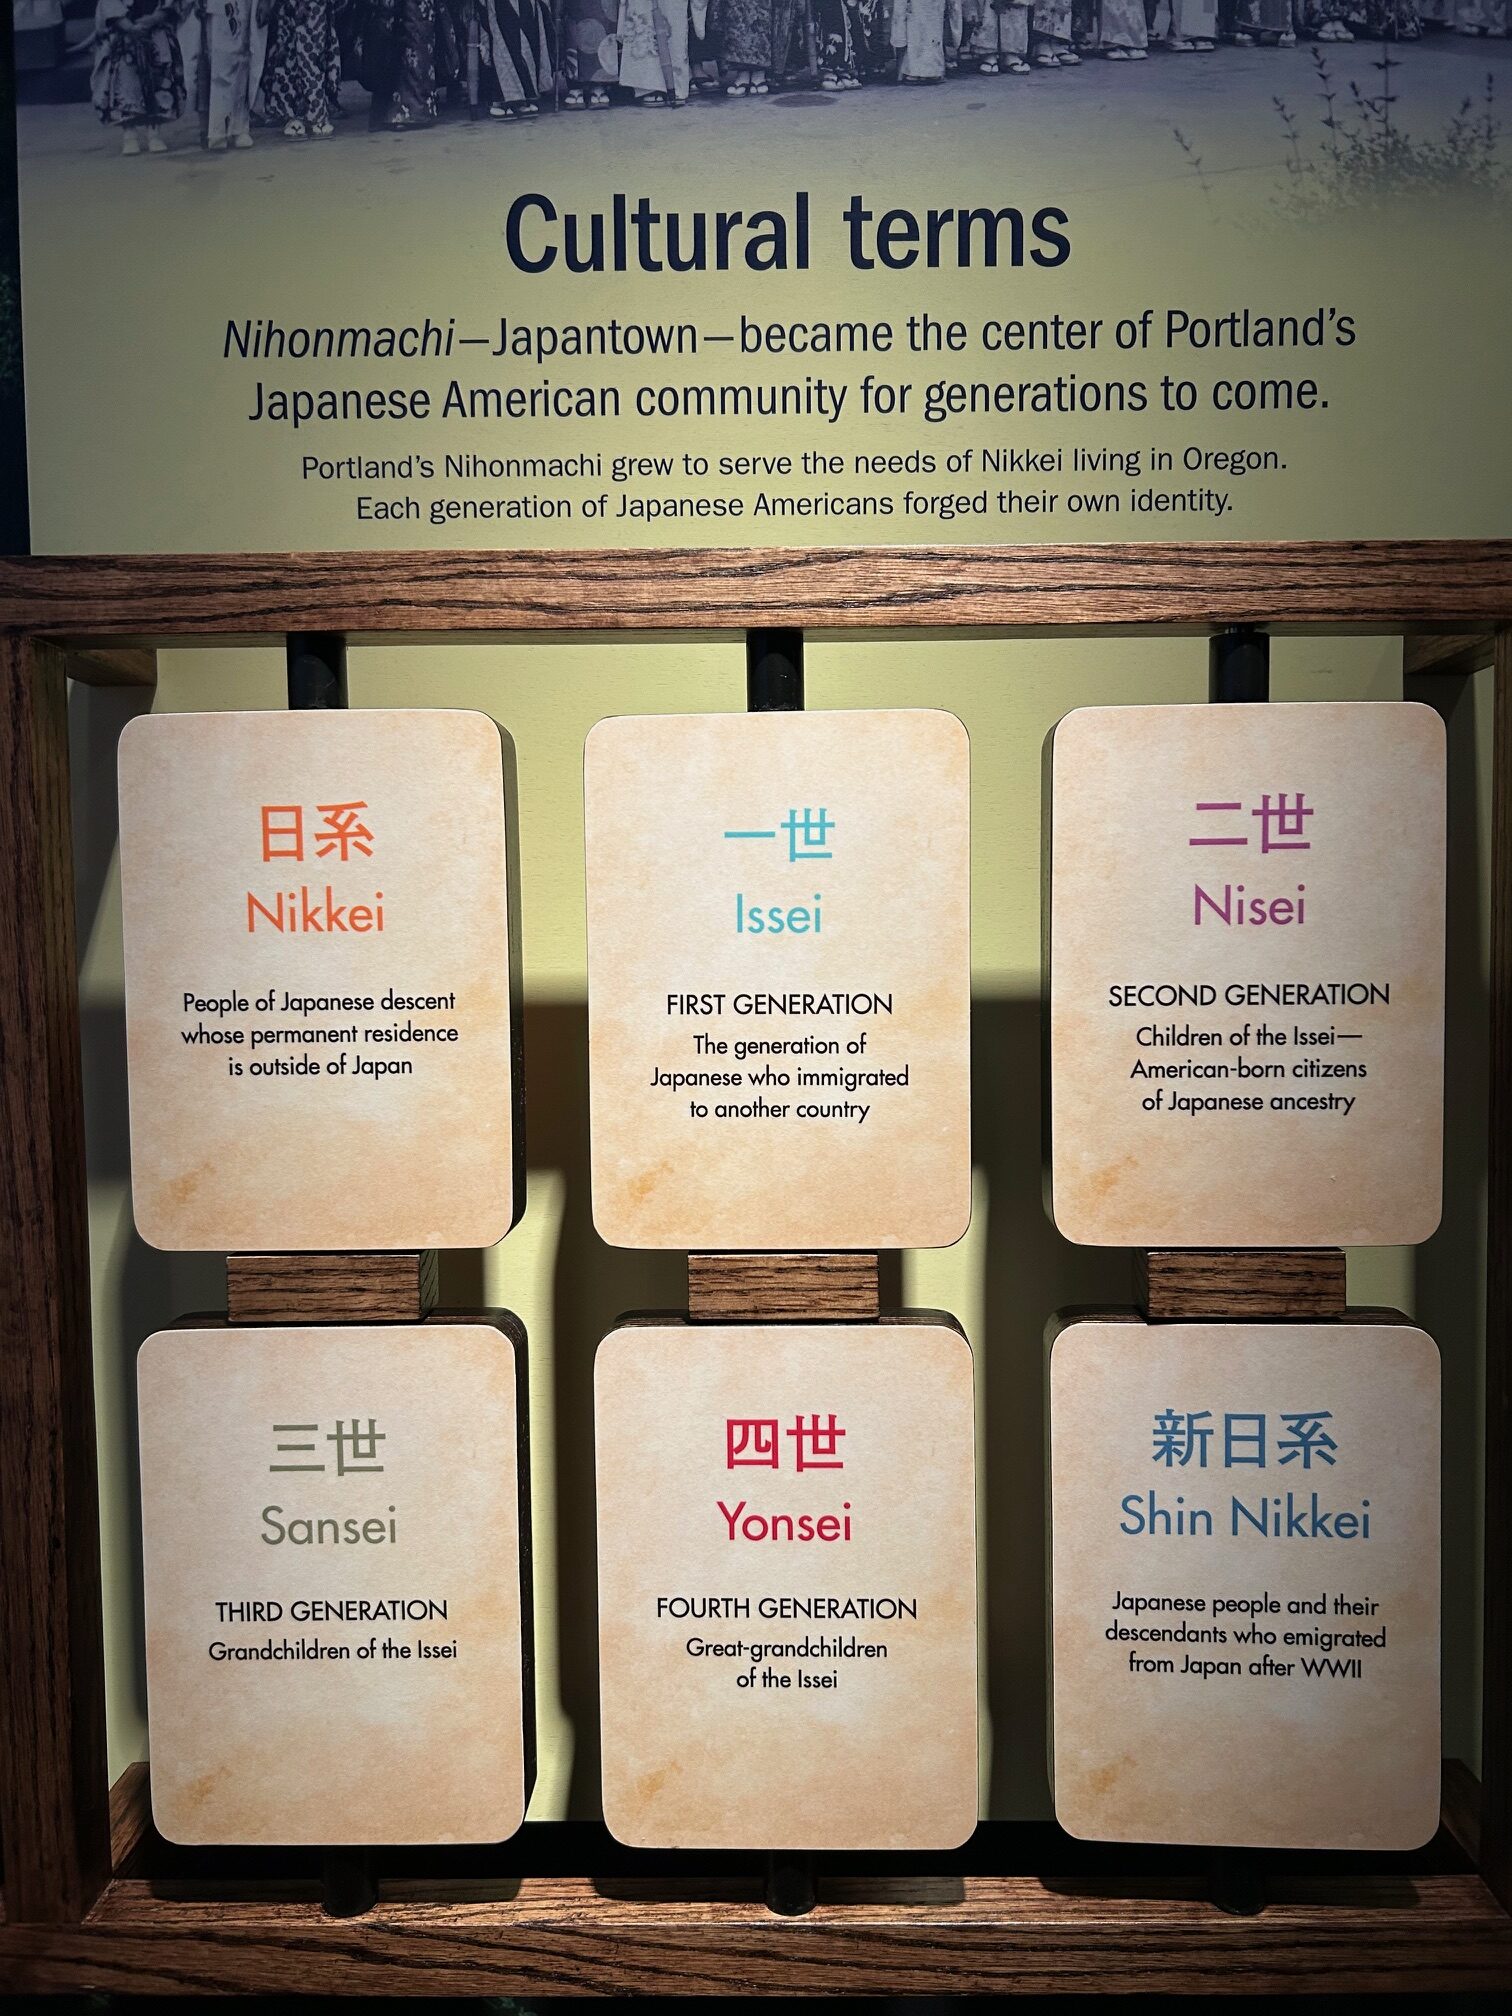 Cultural terms
Nihonmachi—Japantown—became the center of Portland’s
Japanese American community for generations to come.
Portland’s Nihonmachi grew to serve the needs of Nikkei living in Oregon.
Each generation of Japanese Americans forged their own identity.
日系
Nikkei
People of Japanese descent
whose permanent residence
is outside of Japan
一世
Issei
FIRST GENERATION
The generation of
Japanese who immigrated
to another country
二世
Nisei
SECOND GENERATION
Children of the Issei—
American-born citizens
of Japanese ancestry
三世
Sansei
THIRD GENERATION
Grandchildren of the Issei
四世
Yonsei
FOURTH GENERATION
Great-grandchildren
of the Issei
新日系
Shin Nikkei
Japanese people and their
descendants who emigrated
from Japan after WWII